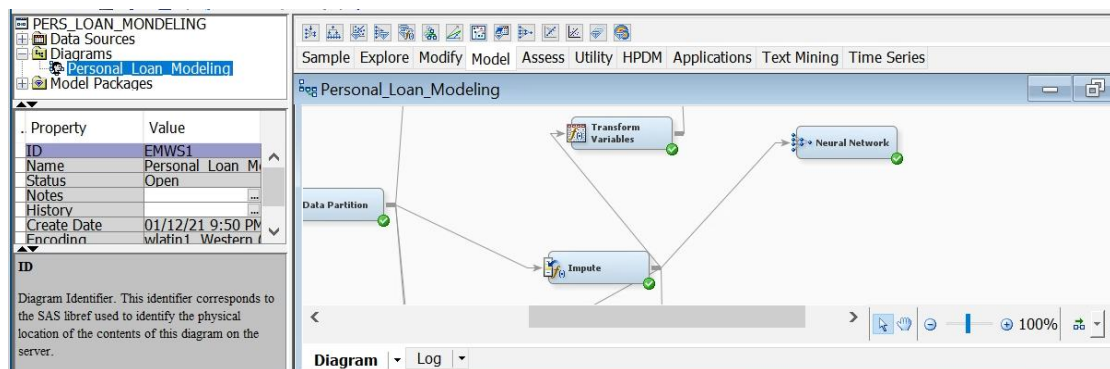 PERS_LOAN_MONDELING
Data Sources
Diagrams
Personal_Loan_Modeling
Model Packages
.. Property Value
ID EMWS1
Name Personal_Loan_M
Status Open
Notes ...
History ...
Create Date 01/12/21 9:50 PM
Encoding wlatin1 Western (
ID
Diagram Identifier. This identifier corresponds to
the SAS libref used to identify the physical
location of the contents of this diagram on the
server.
Sample Explore Modify Model Assess Utility HPDM Applications Text Mining Time Series
Personal_Loan_Modeling
Transform
Variables
Neural Network
Data Partition
Impute
100%
Diagram Log